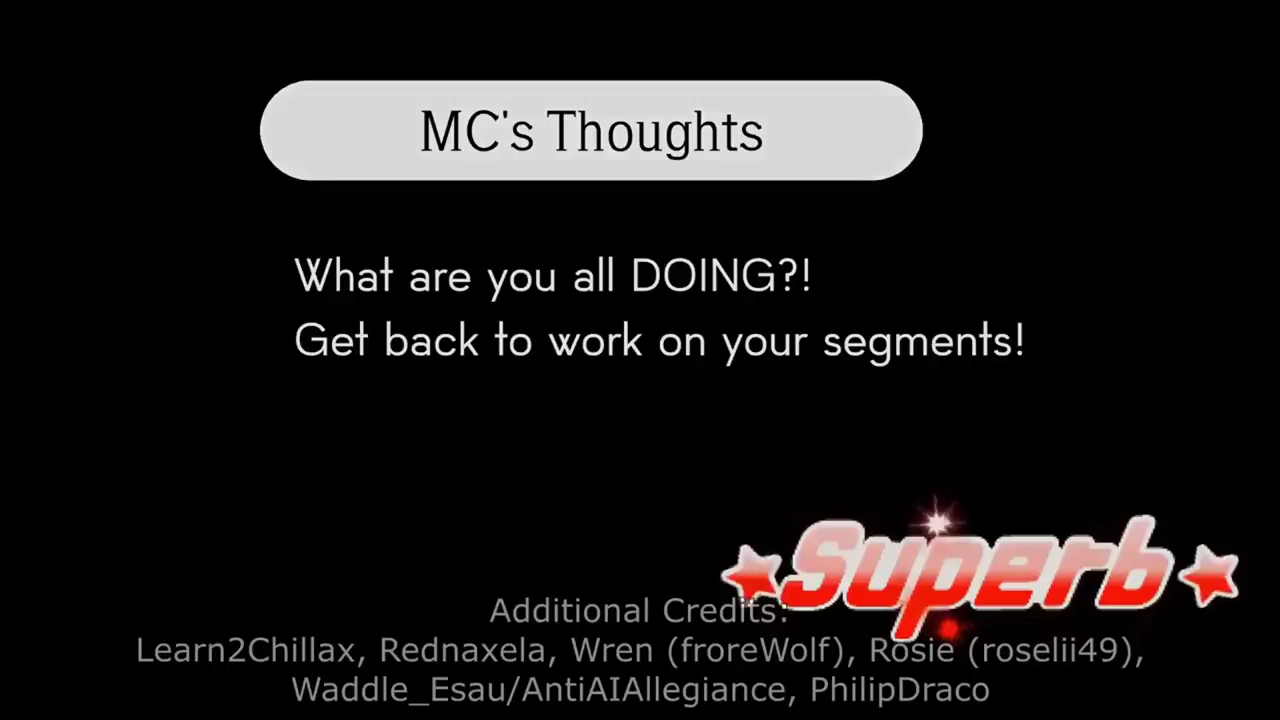 MC's Thoughts
What are you all DOING?!
Get back to work on your segments!
Superb
Additional Credits:
Learn2Chillax, Rednaxela, Wren (froreWolf), Rosie (roselii49),
Waddle_Esau/AntiAIAllegiance, PhilipDraco